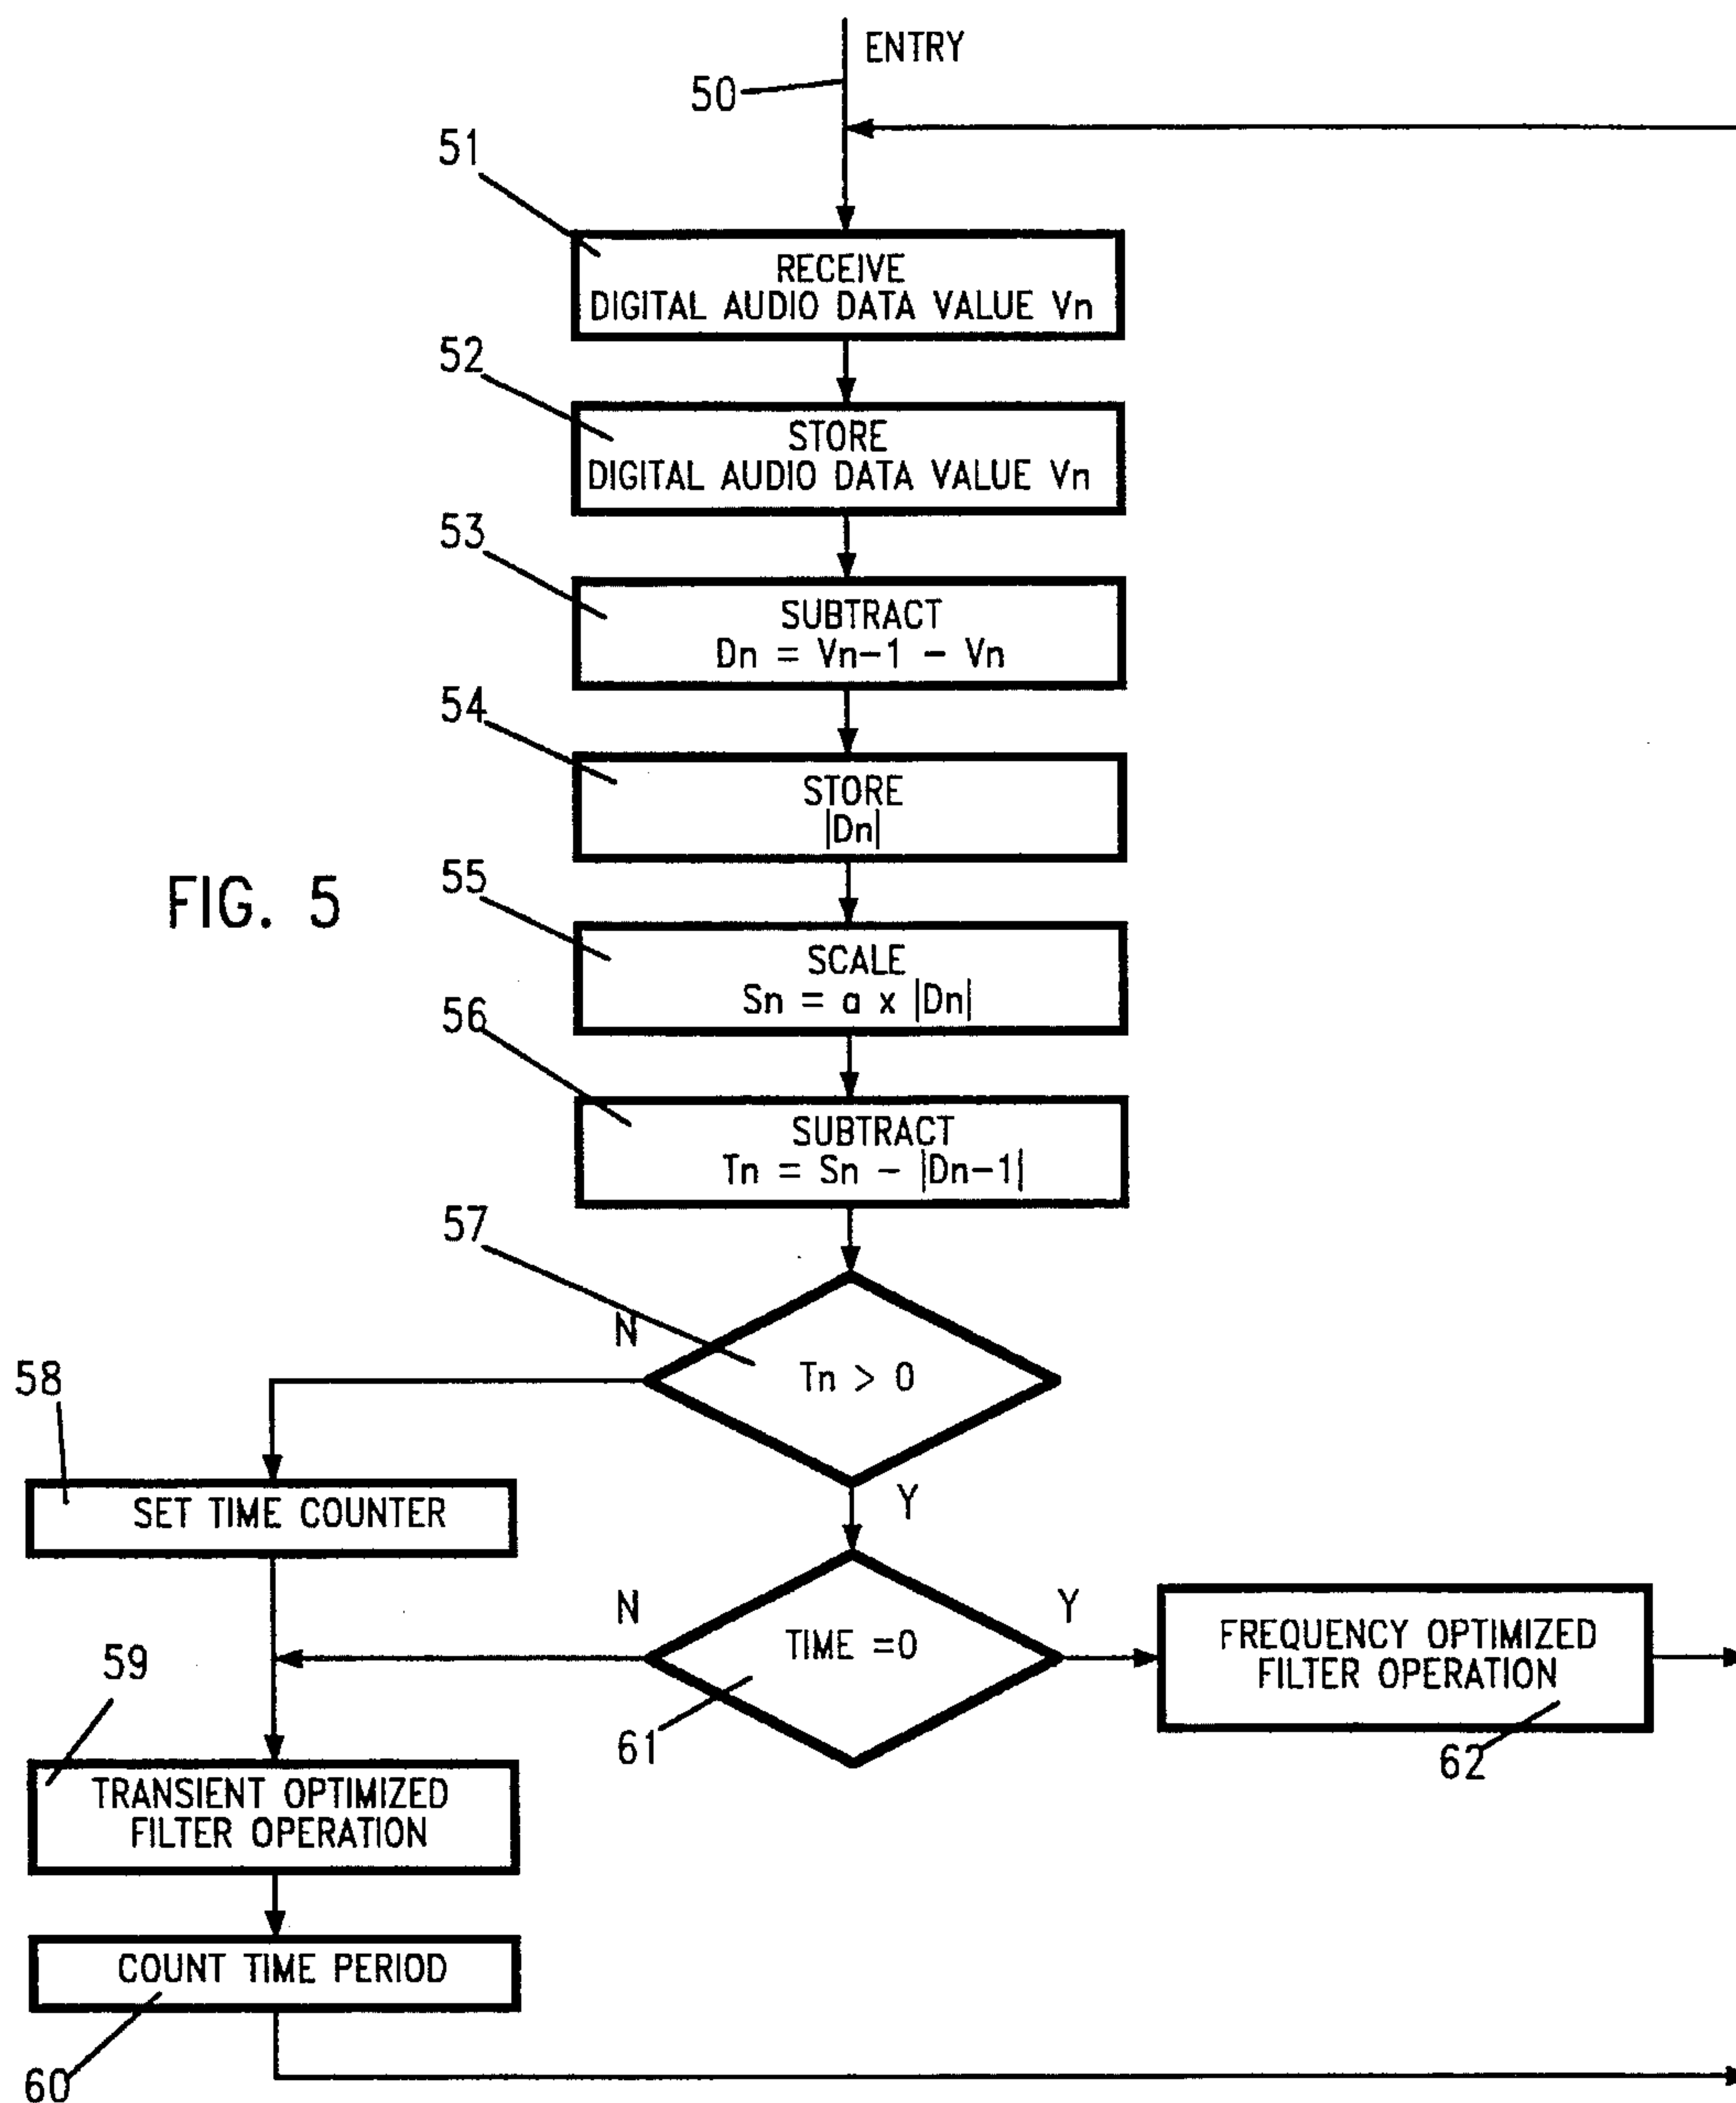 ENTRY
50
51
RECEIVE
DIGITAL AUDIO DATA VALUE Vn
52
STORE
DIGITAL AUDIO DATA VALUE Vn
53
SUBTRACT
Dn = Vn-1 - Vn
54
STORE
|Dn|
FIG. 5
55
SCALE
Sn = a x |Dn|
56
SUBTRACT
Tn = Sn - |Dn-1|
57
N
Tn > 0
58
SET TIME COUNTER
Y
N
TIME =0
Y
FREQUENCY OPTIMIZED
FILTER OPERATION
59
61
62
TRANSIENT OPTIMIZED
FILTER OPERATION
COUNT TIME PERIOD
60